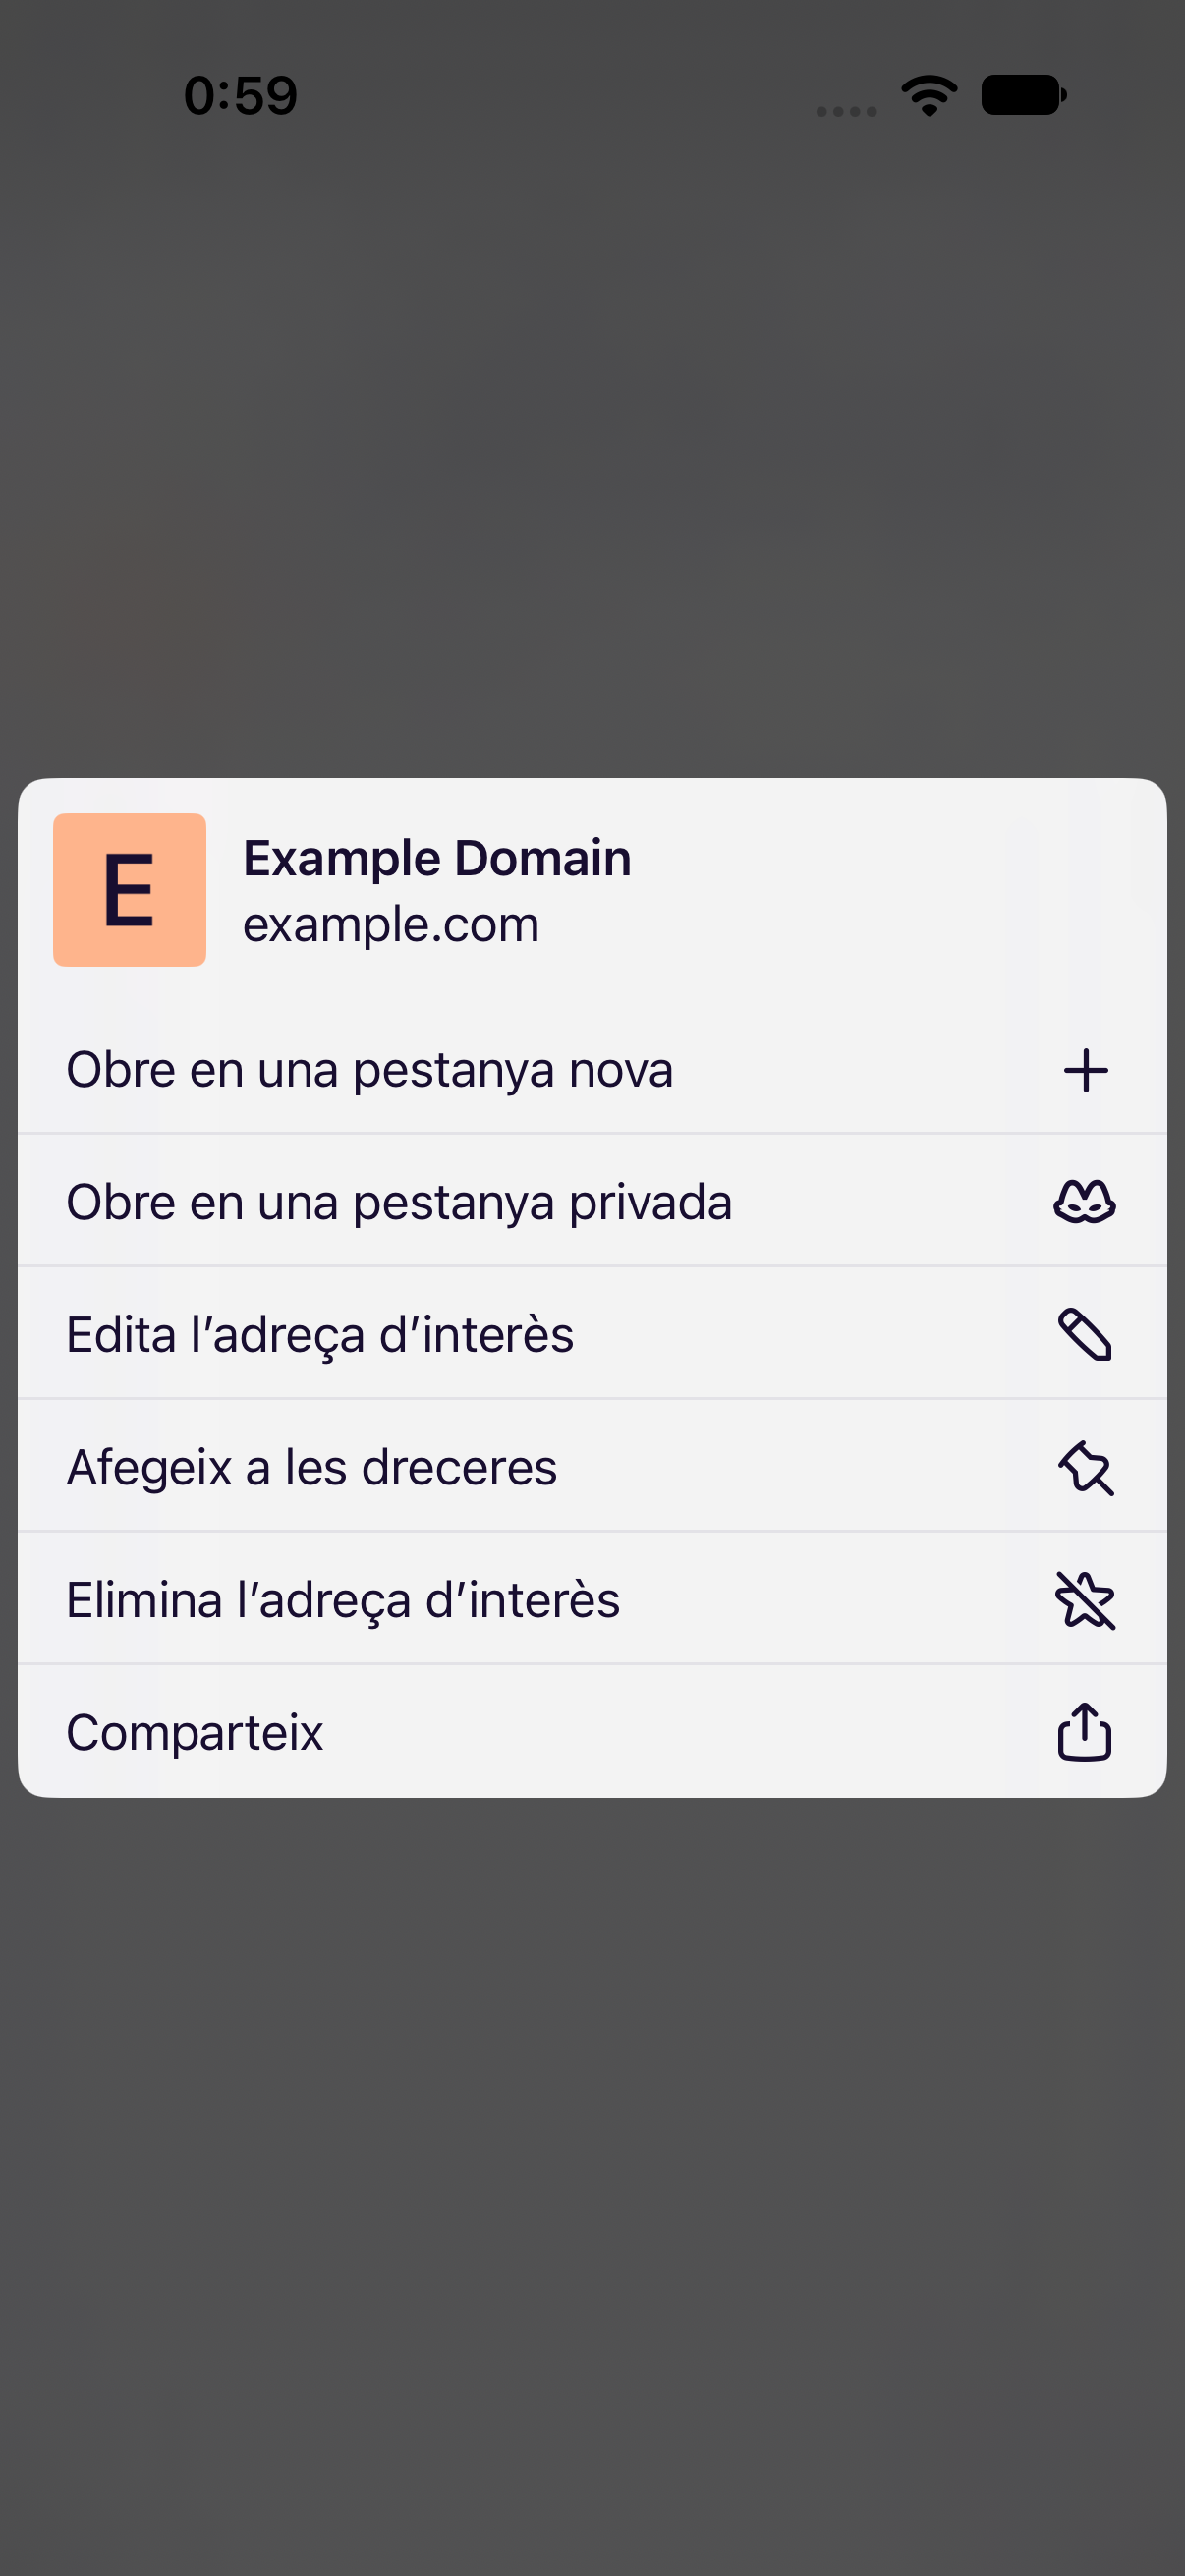 0:59
E
Example Domain
example.com
Obre en una pestanya nova
Obre en una pestanya privada
Edita l’adreça d’interès
Afegeix a les dreceres
Elimina l’adreça d’interès
Comparteix